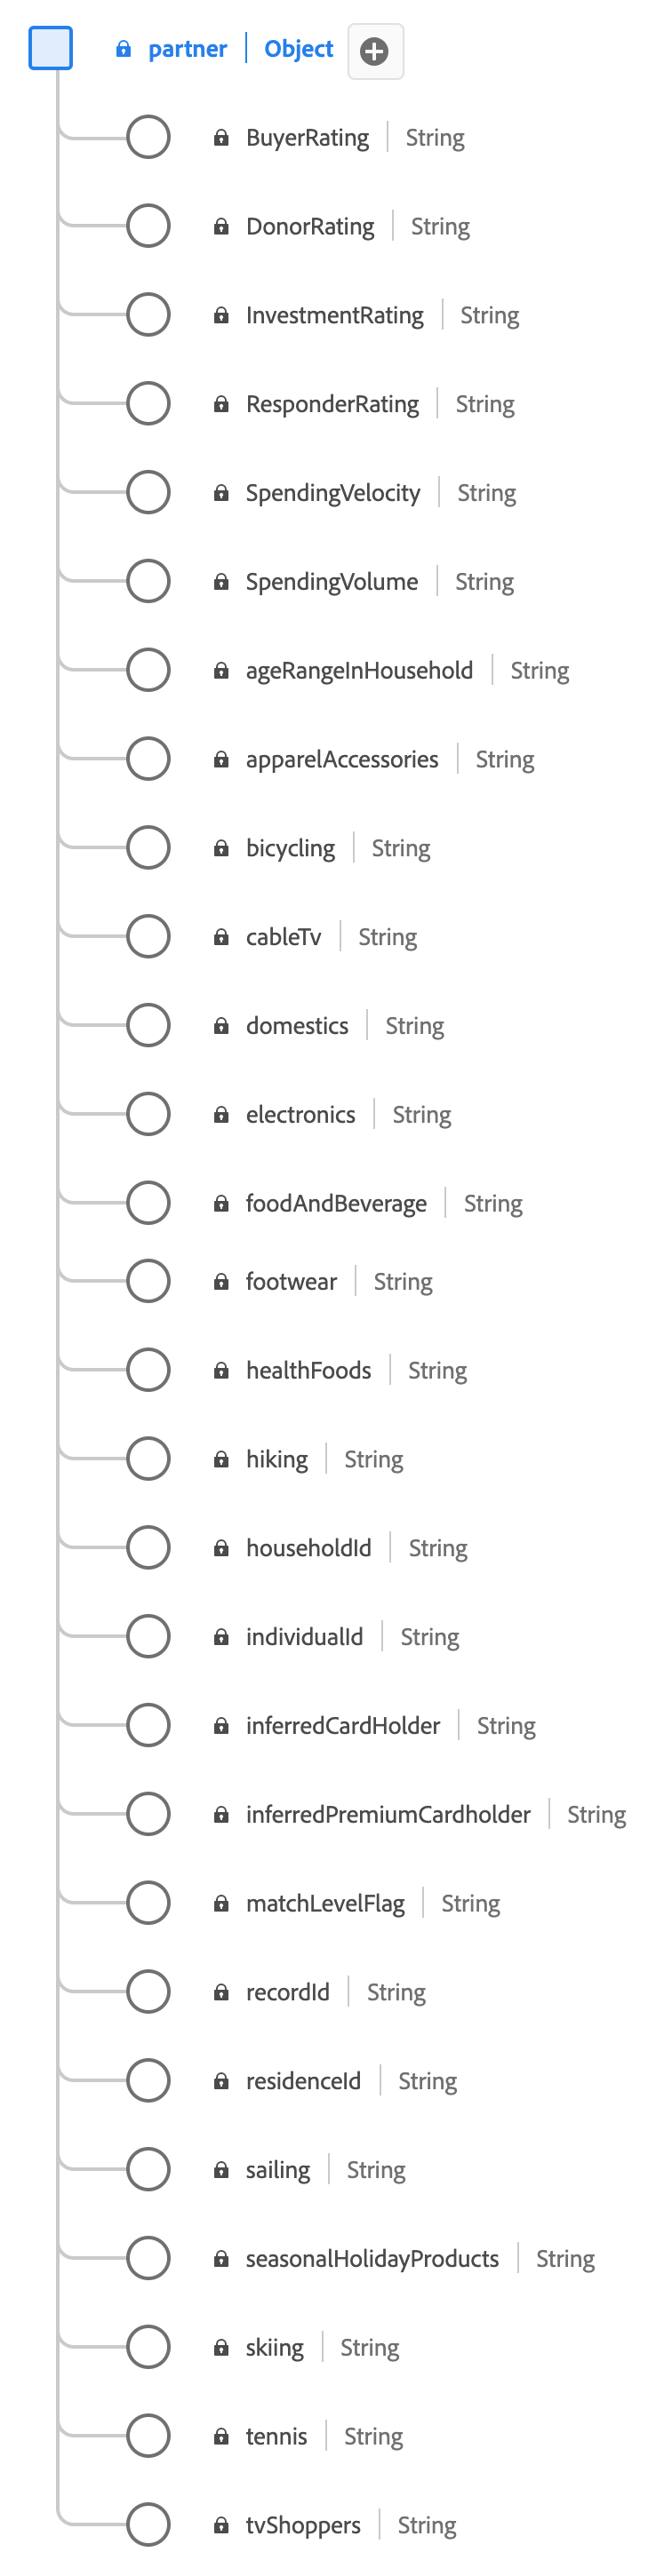 partner | Object
BuyerRating | String
DonorRating | String
InvestmentRating | String
ResponderRating | String
SpendingVelocity | String
SpendingVolume | String
ageRangeInHousehold | String
apparelAccessories | String
bicycling | String
cableTv | String
domestics | String
electronics | String
foodAndBeverage | String
footwear | String
healthFoods | String
hiking | String
householdId | String
individualId | String
inferredCardHolder | String
inferredPremiumCardholder | String
matchLevelFlag | String
recordId | String
residenceId | String
sailing | String
seasonalHolidayProducts | String
skiing | String
tennis | String
tvShoppers | String